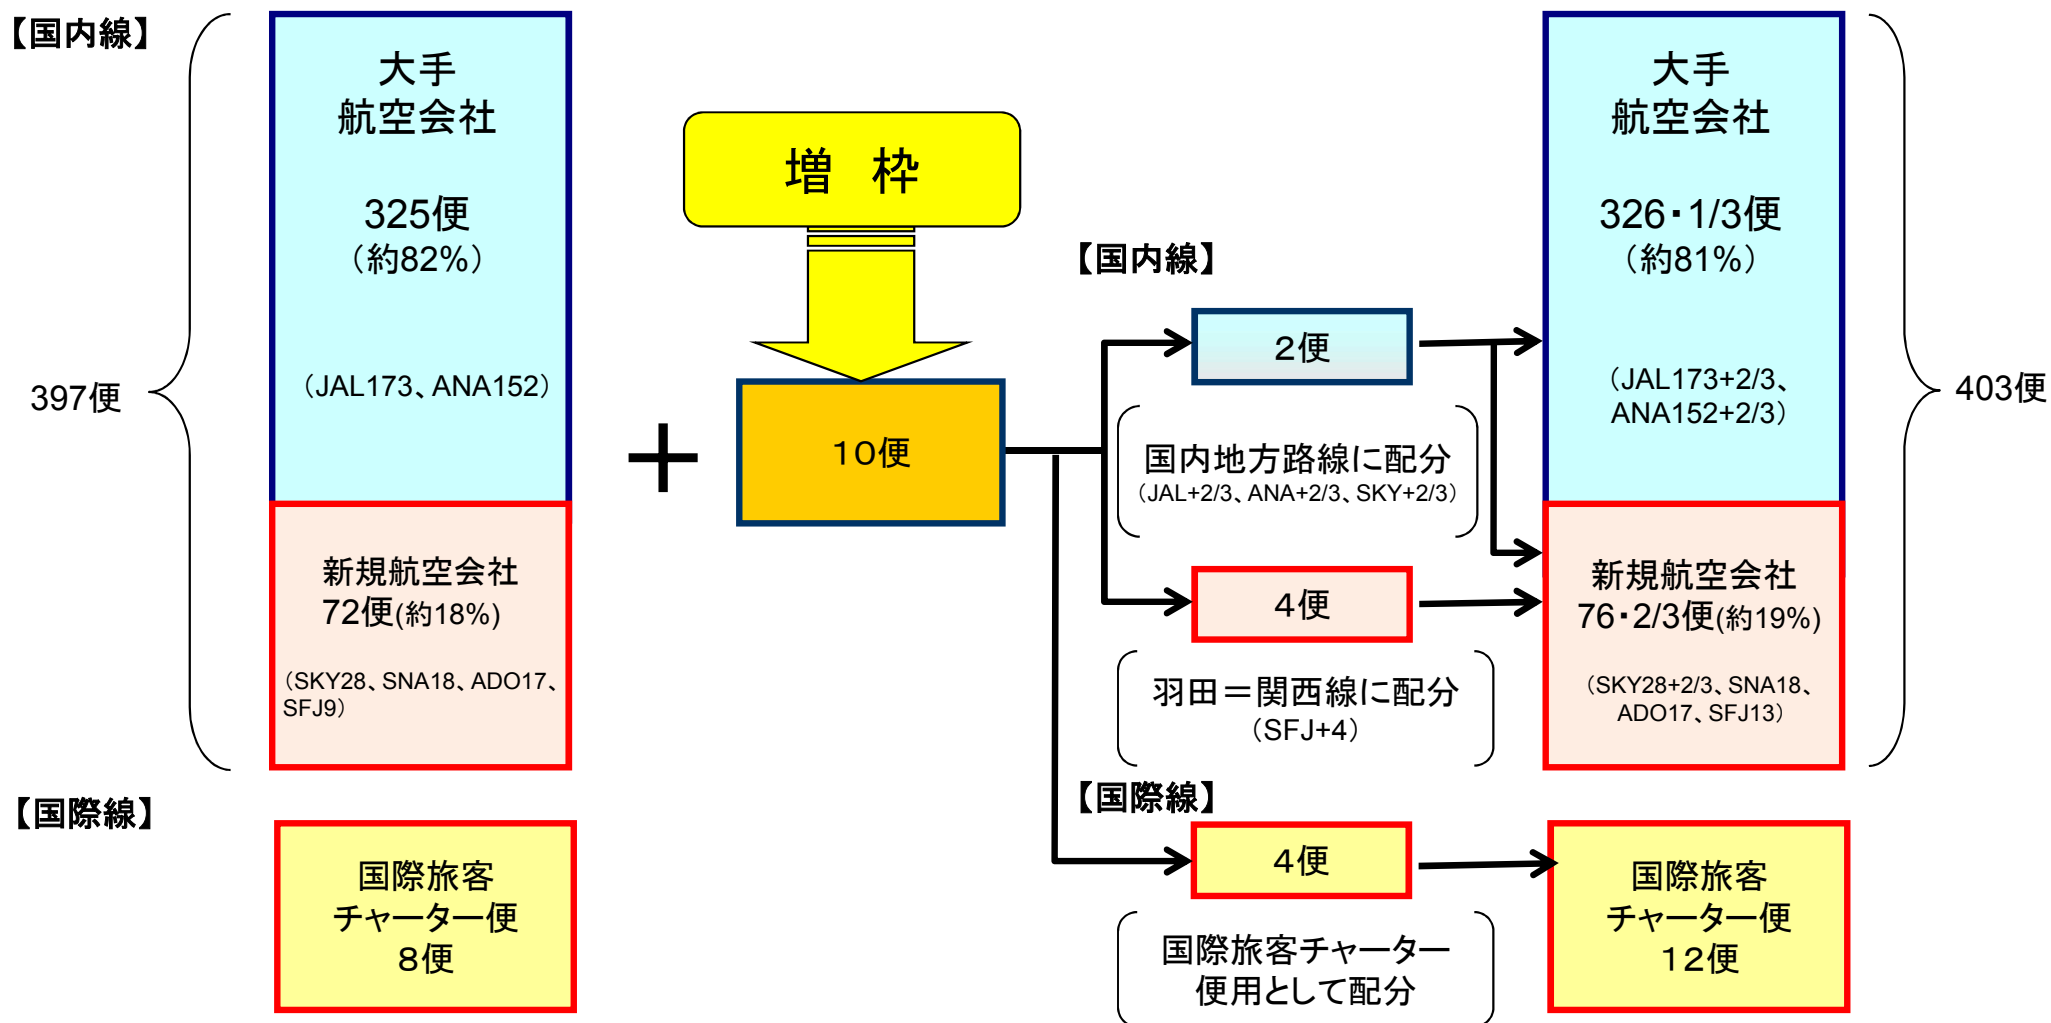 【国内線】
大手
航空会社
325便
（約82%）
（JAL173、ANA152）
397便
新規航空会社
72便(約18%)
（SKY28、SNA18、ADO17、
SFJ9）
【国際線】
国際旅客
チャーター便
８便
増　枠
＋
１０便
【国内線】
２便
国内地方路線に配分
（JAL+2/3、ANA+2/3、SKY+2/3）
４便
羽田＝関西線に配分
（SFJ+4）
【国際線】
４便
国際旅客チャーター
便用として配分
大手
航空会社
326・1/3便
（約81%）
（JAL173+2/3、
ANA152+2/3）
403便
新規航空会社
76・2/3便(約19%)
（SKY28+2/3、SNA18、
ADO17、SFJ13）
国際旅客
チャーター便
１２便